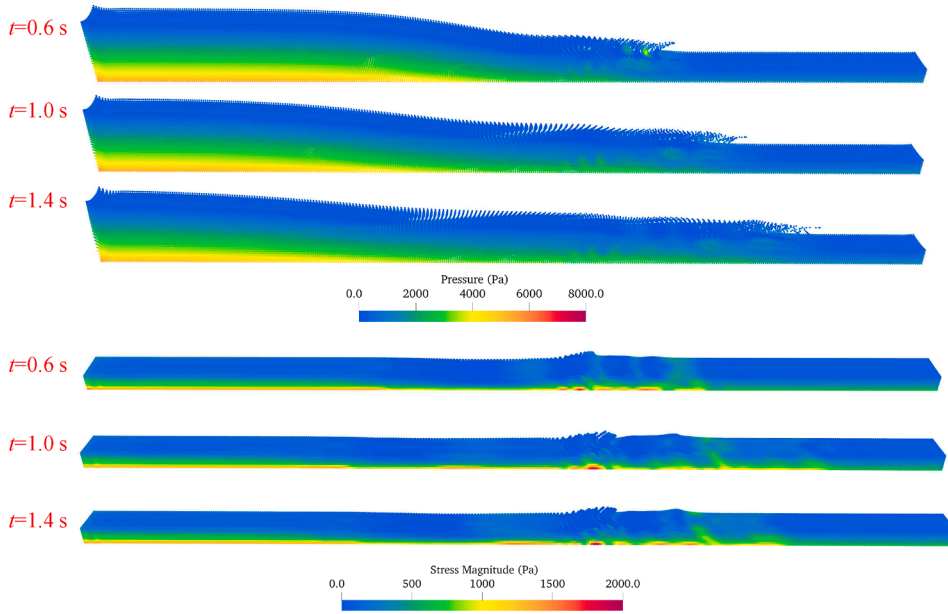 t=0.6 s
t=1.0 s
t=1.4 s
Pressure (Pa)
0.0 2000 4000 6000 8000.0
t=0.6 s
t=1.0 s
t=1.4 s
Stress Magnitude (Pa)
0.0 500 1000 1500 2000.0